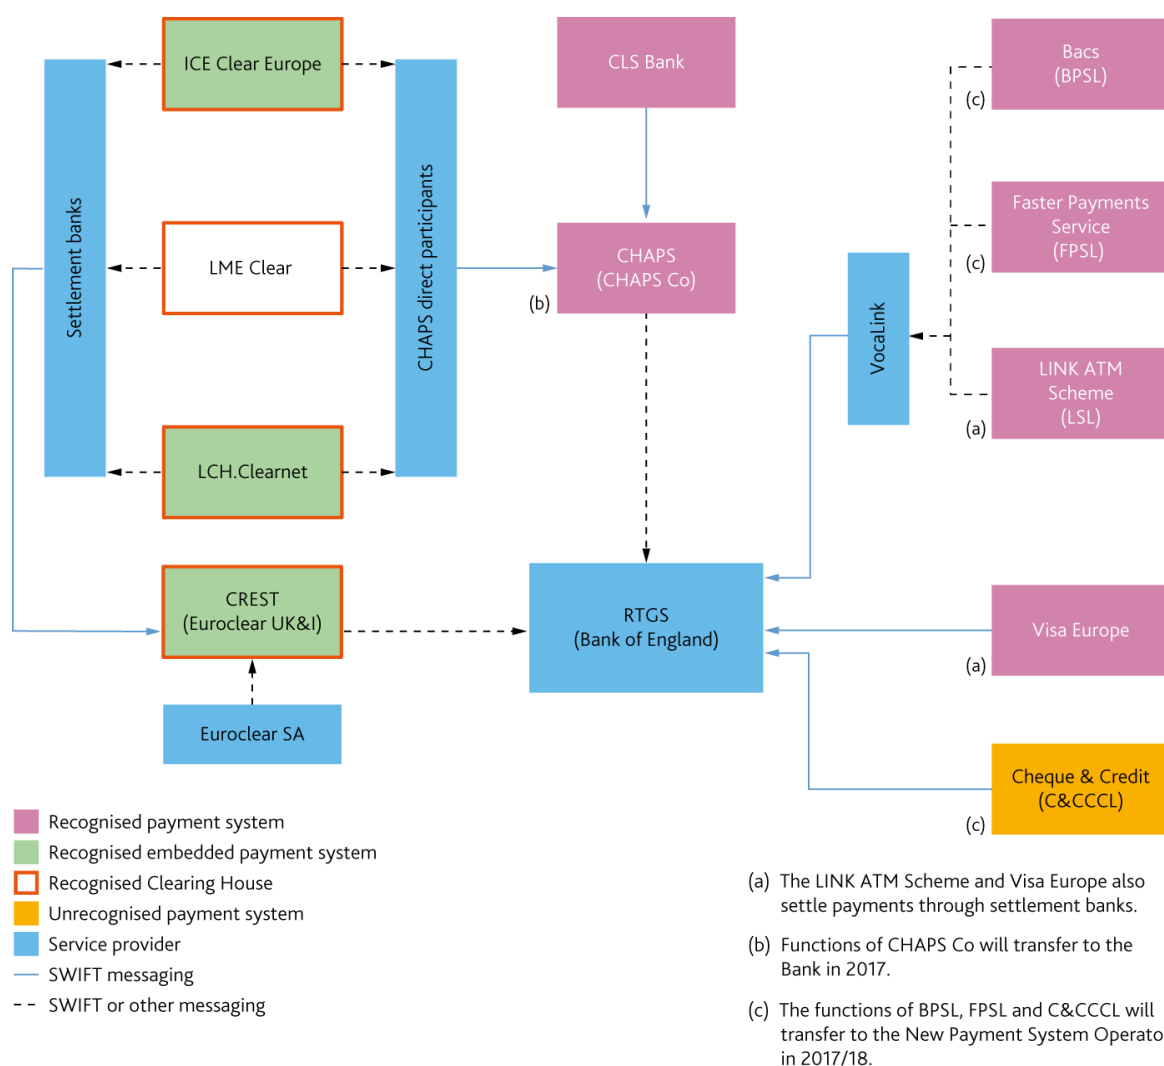 ICE Clear Europe
CLS Bank
Bacs
(BPSL)
(c)
Settlement banks
CHAPS direct participants
LME Clear
CHAPS
(CHAPS Co)
(b)
Faster Payments
Service
(FPSL)
(c)
VocaLink
LINK ATM
Scheme
(LSL)
(a)
LCH.Clearnet
CREST
(Euroclear UK&I)
RTGS
(Bank of England)
Visa Europe
(a)
Euroclear SA
Cheque & Credit
(C&CCCL)
(c)
Recognised payment system
Recognised embedded payment system
Recognised Clearing House
Unrecognised payment system
Service provider
SWIFT messaging
SWIFT or other messaging
(a) The LINK ATM Scheme and Visa Europe also
settle payments through settlement banks.
(b) Functions of CHAPS Co will transfer to the
Bank in 2017.
(c) The functions of BPSL, FPSL and C&CCCL will
transfer to the New Payment System Operato
in 2017/18.